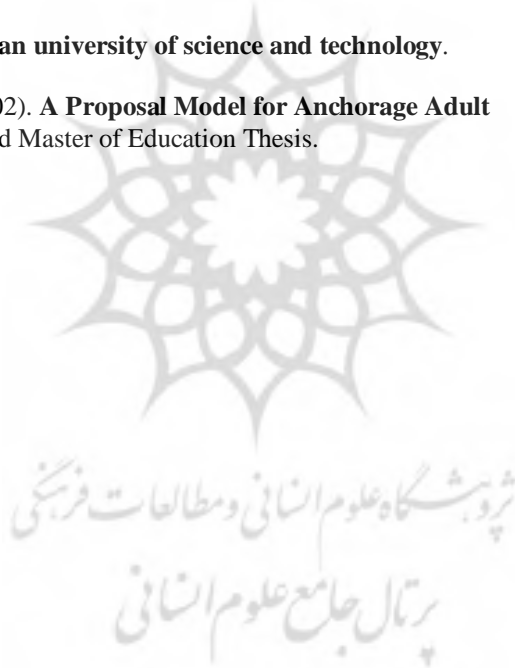 an university of science and technology.
02). A Proposal Model for Anchorage Adult
d Master of Education Thesis.
پژوهشگاه علوم انسانی و مطالعات فرهنگی
پرتال جامع علوم انسانی